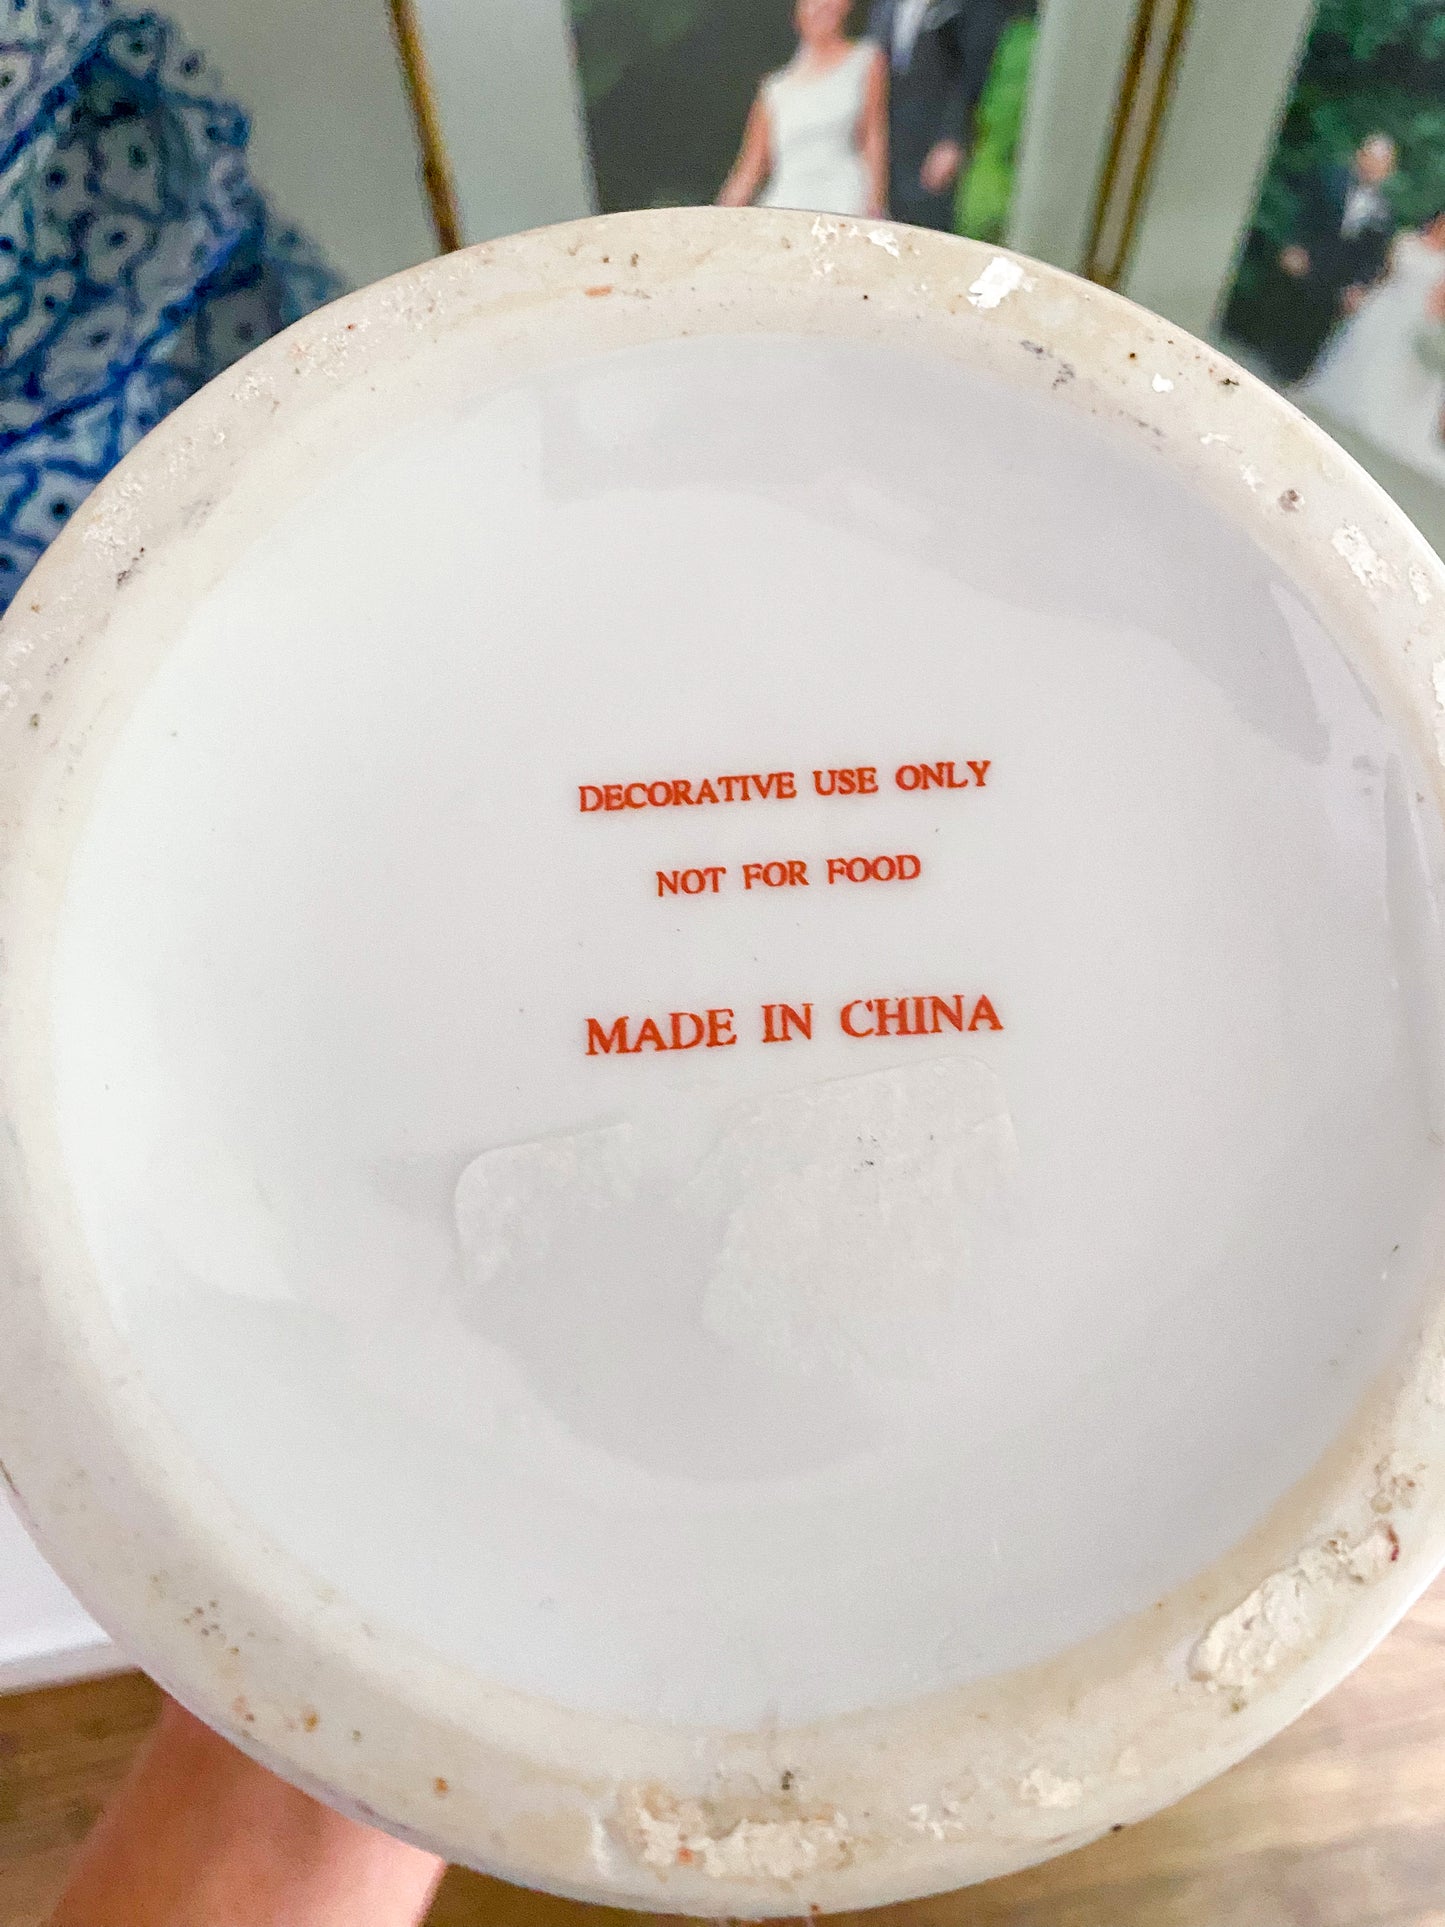 DECORATIVE USE ONLY
NOT FOR FOOD
MADE IN CHINA